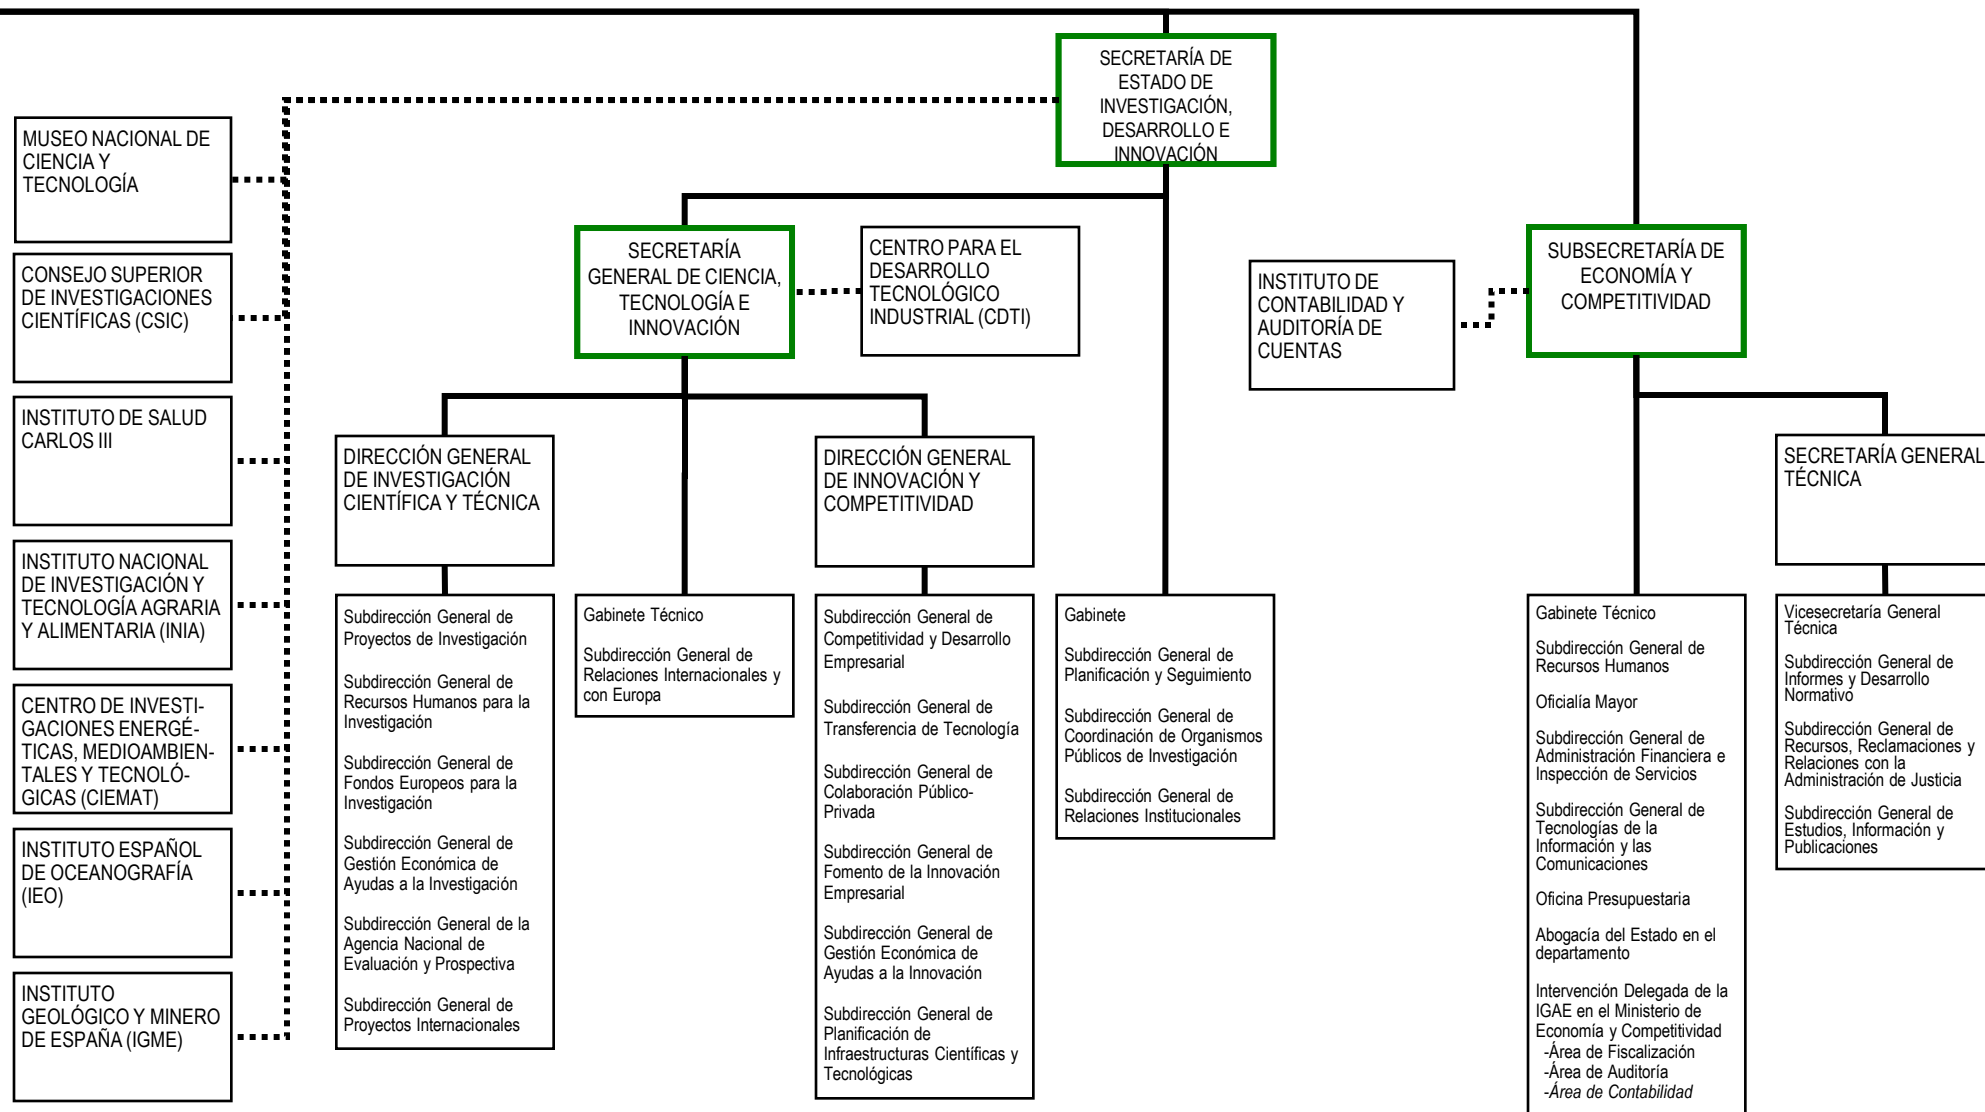 SECRETARÍA DE
ESTADO DE
INVESTIGACIÓN,
DESARROLLO E
INNOVACIÓN
MUSEO NACIONAL DE
CIENCIA Y
TECNOLOGÍA
CONSEJO SUPERIOR
DE INVESTIGACIONES
CIENTÍFICAS (CSIC)
INSTITUTO DE SALUD
CARLOS III
INSTITUTO NACIONAL
DE INVESTIGACIÓN Y
TECNOLOGÍA AGRARIA
Y ALIMENTARIA (INIA)
CENTRO DE INVESTI-
GACIONES ENERGÉ-
TICAS, MEDIOAMBIEN-
TALES Y TECNOLÓ-
GICAS (CIEMAT)
INSTITUTO ESPAÑOL
DE OCEANOGRAFÍA
(IEO)
INSTITUTO
GEOLÓGICO Y MINERO
DE ESPAÑA (IGME)
SECRETARÍA
GENERAL DE CIENCIA,
TECNOLOGÍA E
INNOVACIÓN
CENTRO PARA EL
DESARROLLO
TECNOLÓGICO
INDUSTRIAL (CDTI)
INSTITUTO DE
CONTABILIDAD Y
AUDITORÍA DE
CUENTAS
SUBSECRETARÍA DE
ECONOMÍA Y
COMPETITIVIDAD
DIRECCIÓN GENERAL
DE INVESTIGACIÓN
CIENTÍFICA Y TÉCNICA
DIRECCIÓN GENERAL
DE INNOVACIÓN Y
COMPETITIVIDAD
SECRETARÍA GENERAL
TÉCNICA
Subdirección General de
Proyectos de Investigación
Subdirección General de
Recursos Humanos para la
Investigación
Subdirección General de
Fondos Europeos para la
Investigación
Subdirección General de
Gestión Económica de
Ayudas a la Investigación
Subdirección General de la
Agencia Nacional de
Evaluación y Prospectiva
Subdirección General de
Proyectos Internacionales
Gabinete Técnico
Subdirección General de
Relaciones Internacionales y
con Europa
Subdirección General de
Competitividad y Desarrollo
Empresarial
Subdirección General de
Transferencia de Tecnología
Subdirección General de
Colaboración Público-
Privada
Subdirección General de
Fomento de la Innovación
Empresarial
Subdirección General de
Gestión Económica de
Ayudas a la Innovación
Subdirección General de
Planificación de
Infraestructuras Científicas y
Tecnológicas
Gabinete
Subdirección General de
Planificación y Seguimiento
Subdirección General de
Coordinación de Organismos
Públicos de Investigación
Subdirección General de
Relaciones Institucionales
Gabinete Técnico
Subdirección General de
Recursos Humanos
Oficialía Mayor
Subdirección General de
Administración Financiera e
Inspección de Servicios
Subdirección General de
Tecnologías de la
Información y las
Comunicaciones
Oficina Presupuestaria
Abogacía del Estado en el
departamento
Intervención Delegada de la
IGAE en el Ministerio de
Economía y Competitividad
-Área de Fiscalización
-Área de Auditoría
-Área de Contabilidad
Vicesecretaría General
Técnica
Subdirección General de
Informes y Desarrollo
Normativo
Subdirección General de
Recursos, Reclamaciones y
Relaciones con la
Administración de Justicia
Subdirección General de
Estudios, Información y
Publicaciones